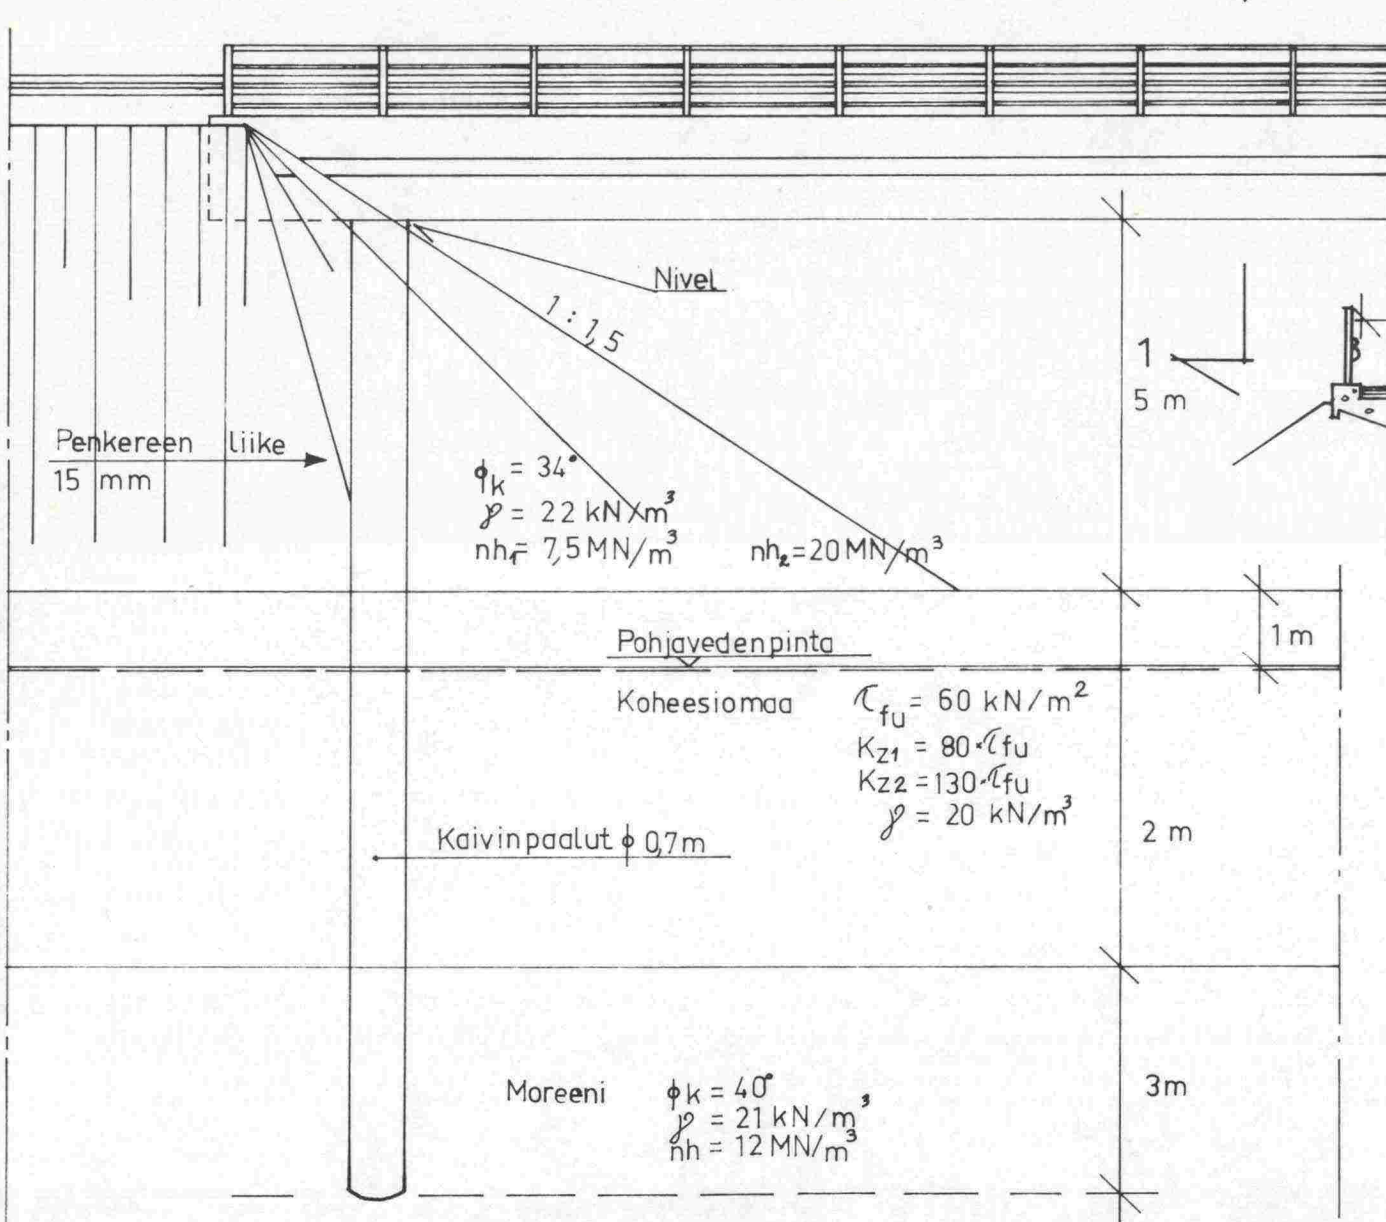 Nivel
1 : 1,5
1
5 m
Penkereen liike
15 mm
ϕk = 34°
γ = 22 kN/m³
nh₁ = 7,5 MN/m³
nh₂ = 20 MN/m³
1 m
Pohjavedenpinta
Koheesiomaa
τfu = 60 kN/m²
Kz1 = 80·τfu
Kz2 = 130·τfu
γ = 20 kN/m³
Kaivinpaalut ϕ 0,7m
2 m
Moreeni
ϕk = 40°
γ = 21 kN/m³
nh = 12 MN/m³
3m